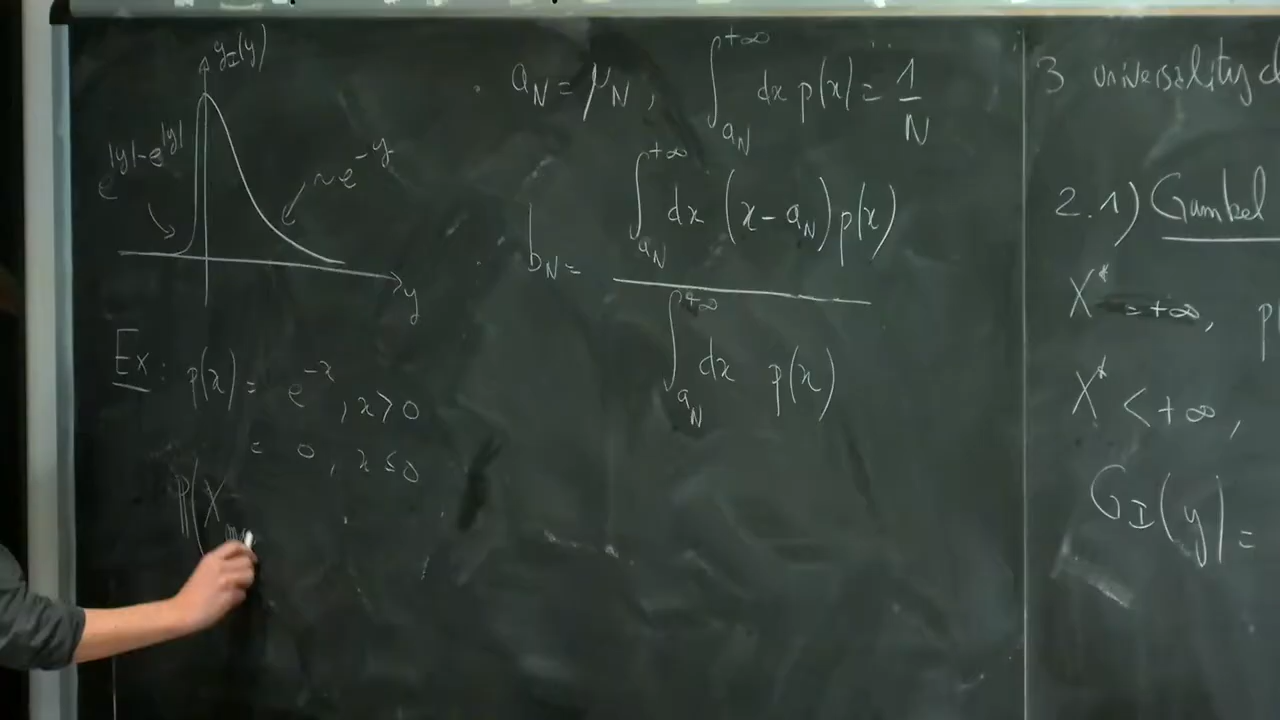 g_I(y)
e^{|y|-e^{|y|}}
~ e^{-y}
y
Ex: p(x) = e^{-x}, x > 0
= 0, x ≤ 0
P(X
a_N = μ_N, ∫_{a_N}^{+∞} dx p(x) = 1/N
b_N = ∫_{a_N}^{+∞} dx (x - a_N) p(x) / ∫_{a_N}^{+∞} dx p(x)
3 universality c
2.1) Gumbel
X* = +∞, p
X* < +∞,
G_I(y) =